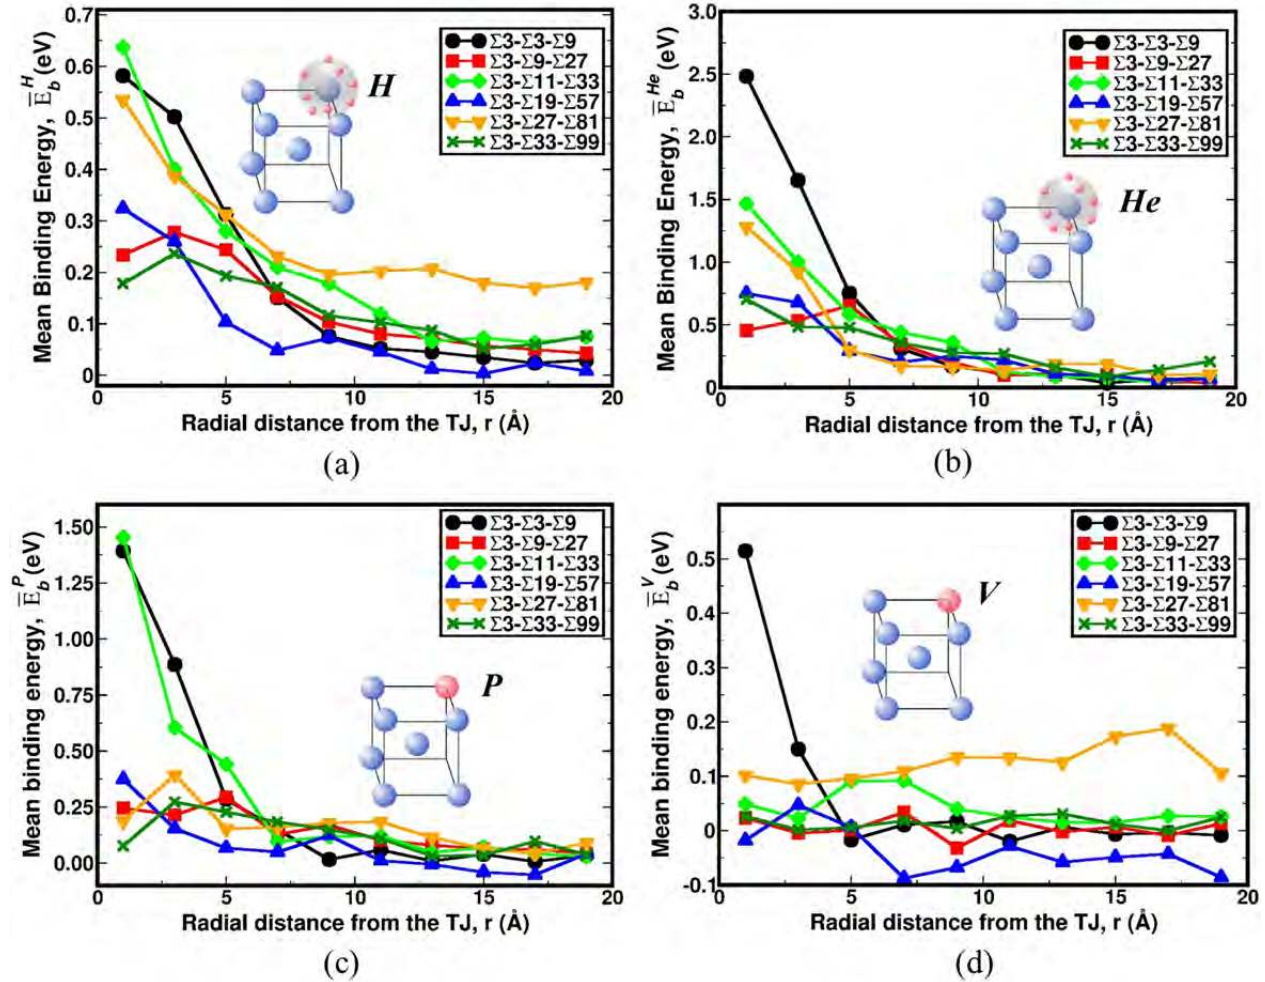 Mean Binding Energy, E̅_b^H (eV)
0.7
0.6
0.5
0.4
0.3
0.2
0.1
0
0
5
10
15
20
Radial distance from the TJ, r (Å)
H
Σ3-Σ3-Σ9
Σ3-Σ9-Σ27
Σ3-Σ11-Σ33
Σ3-Σ19-Σ57
Σ3-Σ27-Σ81
Σ3-Σ33-Σ99
(a)
Mean Binding Energy, E̅_b^He (eV)
3.0
2.5
2.0
1.5
1.0
0.5
0
0
5
10
15
20
Radial distance from the TJ, r (Å)
He
Σ3-Σ3-Σ9
Σ3-Σ9-Σ27
Σ3-Σ11-Σ33
Σ3-Σ19-Σ57
Σ3-Σ27-Σ81
Σ3-Σ33-Σ99
(b)
Mean binding energy, E̅_b^P (eV)
1.50
1.25
1.00
0.75
0.50
0.25
0.00
0
5
10
15
20
Radial distance from the TJ, r (Å)
P
Σ3-Σ3-Σ9
Σ3-Σ9-Σ27
Σ3-Σ11-Σ33
Σ3-Σ19-Σ57
Σ3-Σ27-Σ81
Σ3-Σ33-Σ99
(c)
Mean binding energy, E̅_b^V (eV)
0.5
0.4
0.3
0.2
0.1
0
-0.1
0
5
10
15
20
Radial distance from the TJ, r (Å)
V
Σ3-Σ3-Σ9
Σ3-Σ9-Σ27
Σ3-Σ11-Σ33
Σ3-Σ19-Σ57
Σ3-Σ27-Σ81
Σ3-Σ33-Σ99
(d)